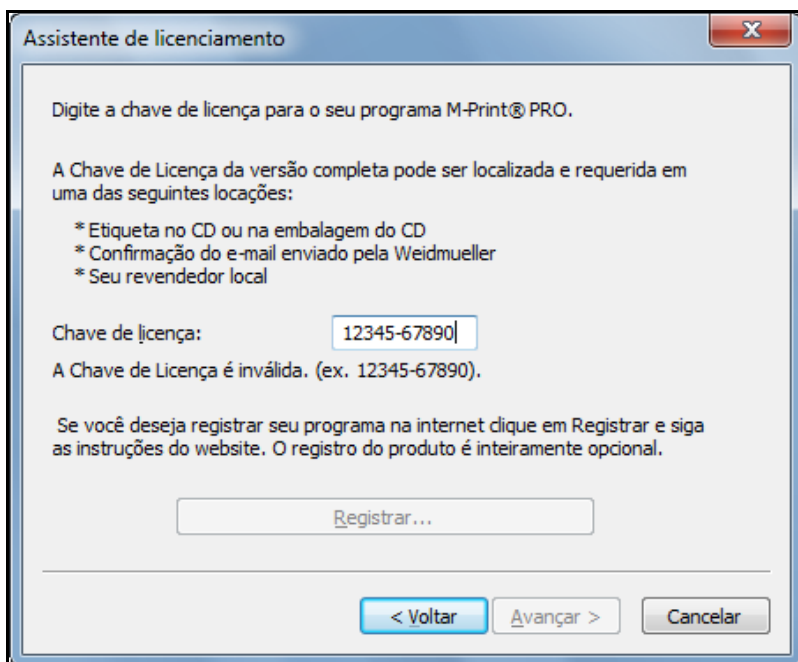 Assistente de licenciamento
Digite a chave de licença para o seu programa M-Print® PRO.
A Chave de Licença da versão completa pode ser localizada e requerida em
uma das seguintes locações:
* Etiqueta no CD ou na embalagem do CD
* Confirmação do e-mail enviado pela Weidmueller
* Seu revendedor local
Chave de licença: 12345-67890
A Chave de Licença é inválida. (ex. 12345-67890).
Se você deseja registrar seu programa na internet clique em Registrar e siga
as instruções do website. O registro do produto é inteiramente opcional.
Registrar...
< Voltar Avançar > Cancelar